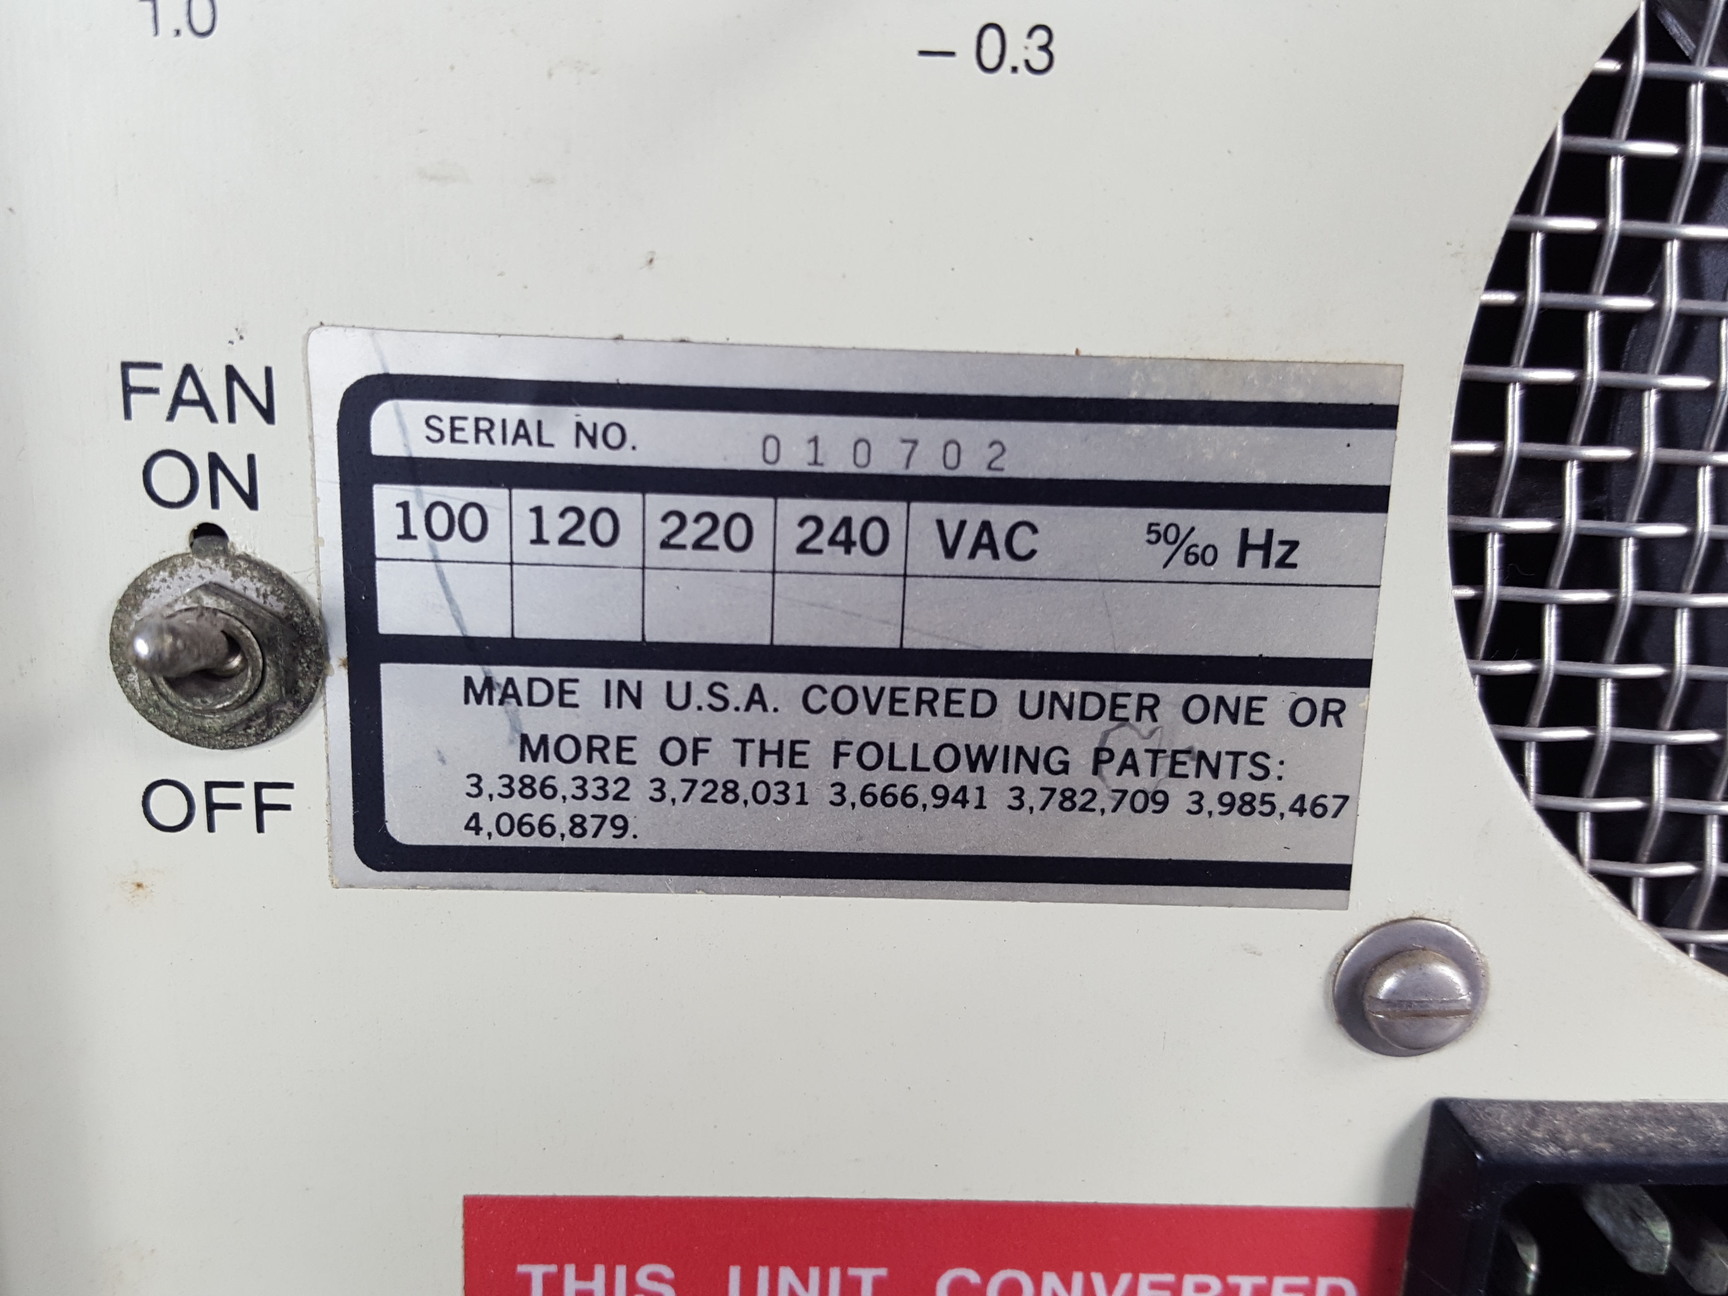 1.0
– 0.3
FAN
ON
OFF
SERIAL NO. 010702
100 120 220 240 VAC 50/60 Hz
MADE IN U.S.A. COVERED UNDER ONE OR
MORE OF THE FOLLOWING PATENTS:
3,386,332 3,728,031 3,666,941 3,782,709 3,985,467
4,066,879.
THIS UNIT CONVERTED